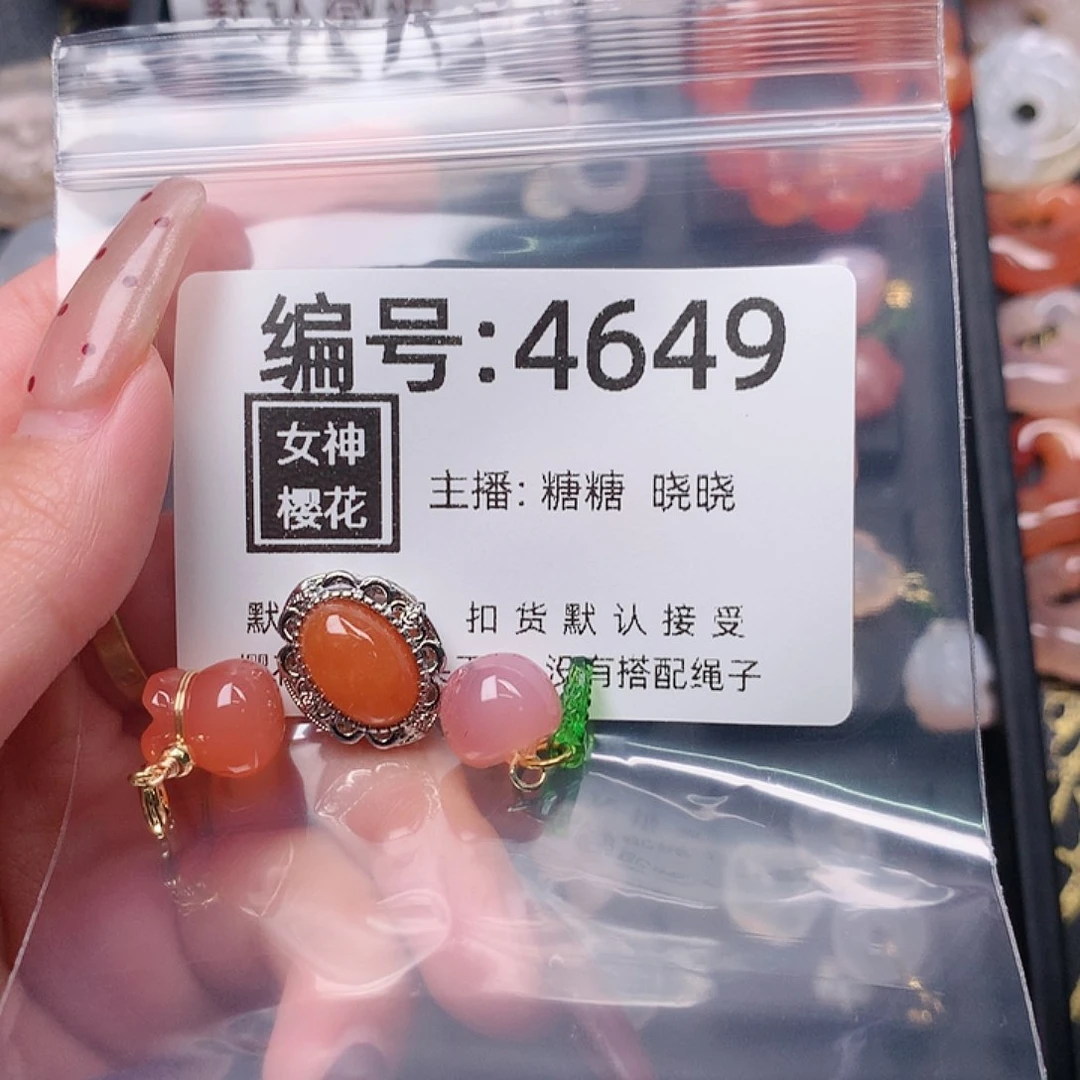 编号:4649
女神
樱花
主播: 糖糖 晓晓
默 扣货默认接受
没有搭配绳子